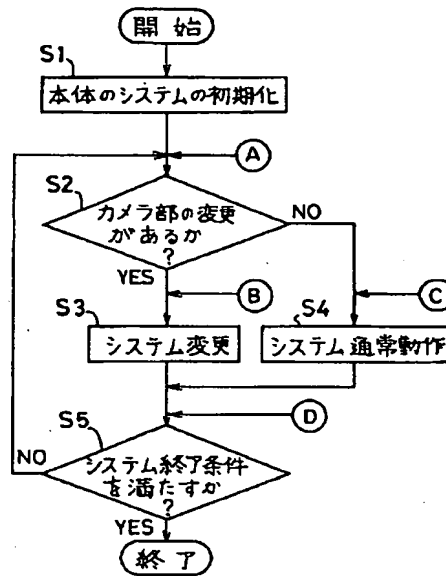 開始
S1
本体のシステムの初期化
A
S2
カメラ部の変更
があるか
?
NO
YES
B
C
S3
システム変更
S4
システム通常動作
D
S5
システム終了条件
を満たすか
?
NO
YES
終了